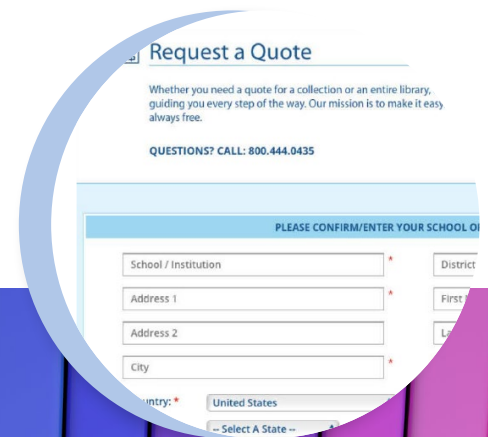 Request a Quote
Whether you need a quote for a collection or an entire library,
guiding you every step of the way. Our mission is to make it easy
always free.
QUESTIONS? CALL: 800.444.0435
PLEASE CONFIRM/ENTER YOUR SCHOOL
School / Institution * District
Address 1 * First
Address 2
City *
United States
-- Select A State --